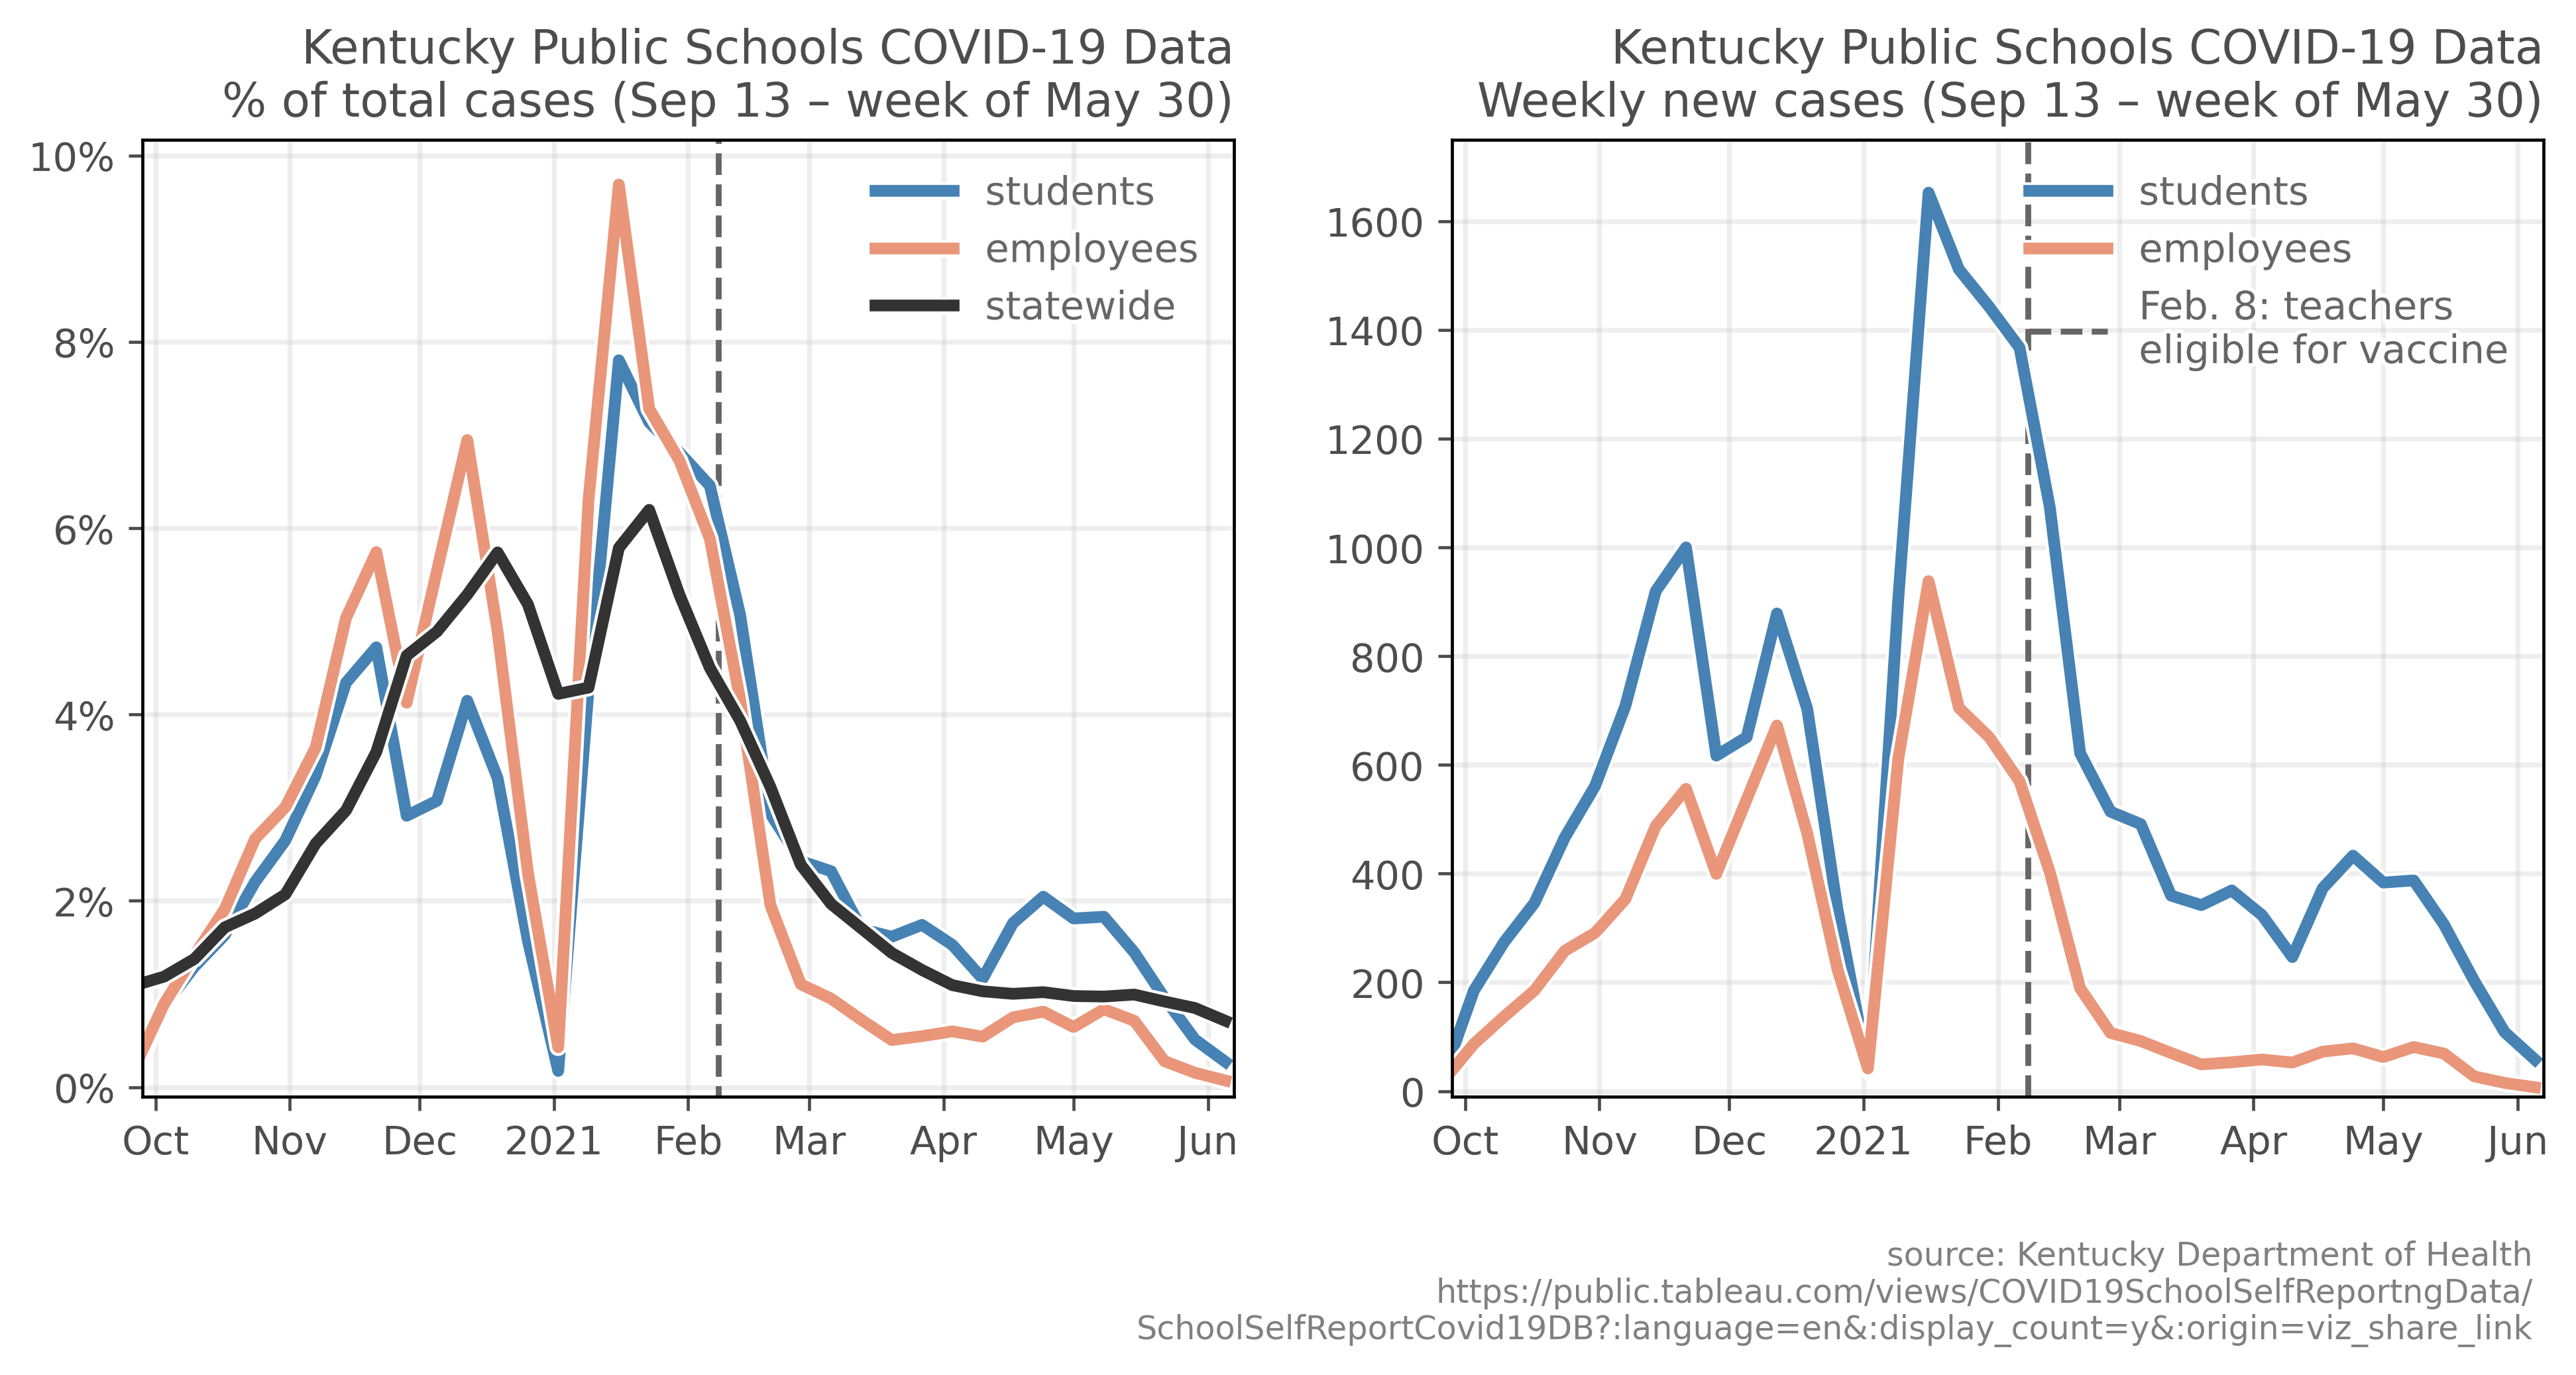 Kentucky Public Schools COVID-19 Data
% of total cases (Sep 13 – week of May 30)
10%
8%
6%
4%
2%
0%
students
employees
statewide
Oct
Nov
Dec
2021
Feb
Mar
Apr
May
Jun
Kentucky Public Schools COVID-19 Data
Weekly new cases (Sep 13 – week of May 30)
1600
1400
1200
1000
800
600
400
200
0
students
employees
Feb. 8: teachers
eligible for vaccine
Oct
Nov
Dec
2021
Feb
Mar
Apr
May
Jun
source: Kentucky Department of Health
https://public.tableau.com/views/COVID19SchoolSelfReportngData/
SchoolSelfReportCovid19DB?:language=en&:display_count=y&:origin=viz_share_link